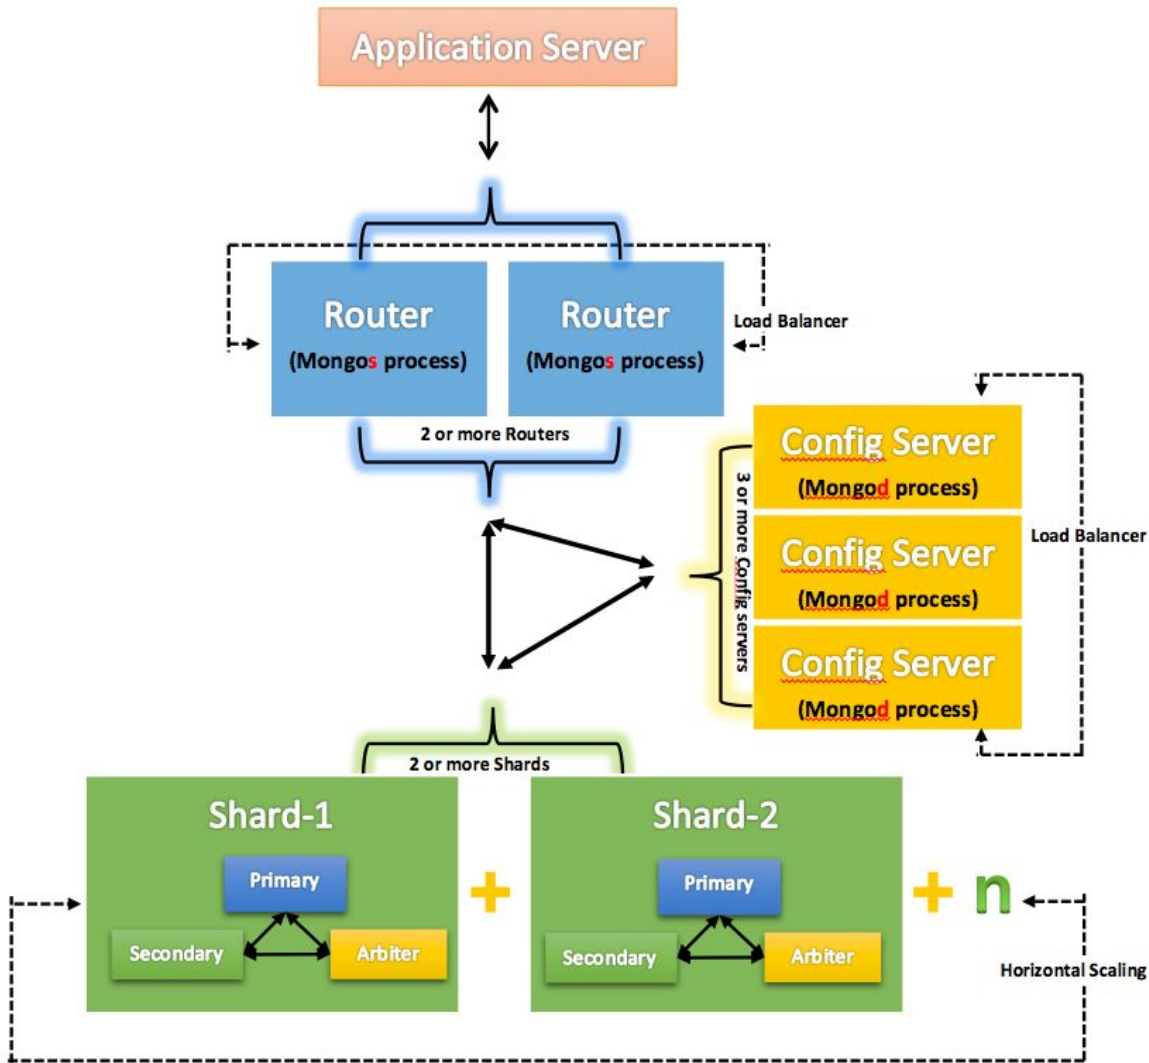 Application Server
Router
(Mongos process)
Router
(Mongos process)
Load Balancer
2 or more Routers
Config Server
(Mongod process)
Config Server
(Mongod process)
Config Server
(Mongod process)
3 or more Config servers
Load Balancer
2 or more Shards
Shard-1
Primary
Secondary
Arbiter
+
Shard-2
Primary
Secondary
Arbiter
+ n
Horizontal Scaling